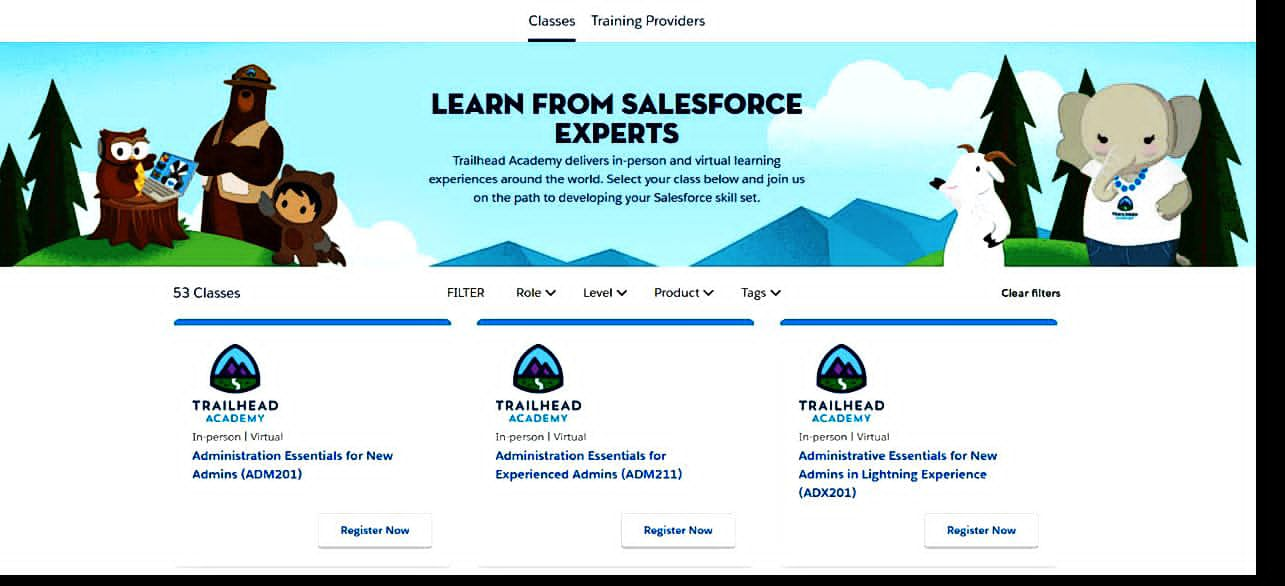 Classes Training Providers
LEARN FROM SALESFORCE
EXPERTS
Trailhead Academy delivers in-person and virtual learning
experiences around the world. Select your class below and join us
on the path to developing your Salesforce skill set.
TRAILHEAD
ACADEMY
53 Classes FILTER Role Level Product Tags Clear filters
TRAILHEAD
ACADEMY
In-person | Virtual
Administration Essentials for New
Admins (ADM201)
Register Now
TRAILHEAD
ACADEMY
In-person | Virtual
Administration Essentials for
Experienced Admins (ADM211)
Register Now
TRAILHEAD
ACADEMY
In-person | Virtual
Administrative Essentials for New
Admins in Lightning Experience
(ADX201)
Register Now